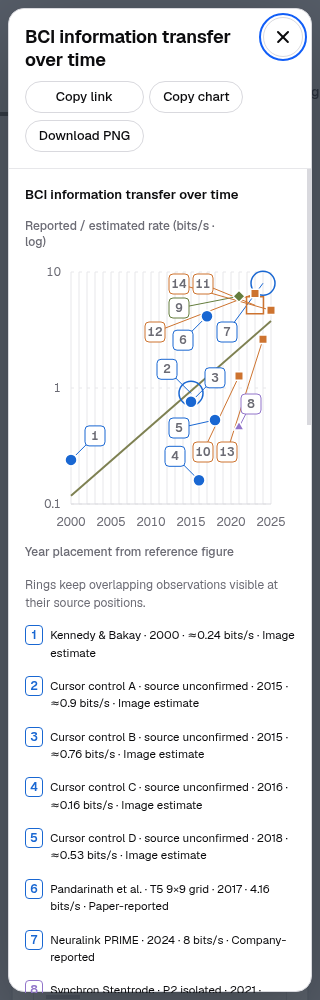 BCI information transfer
over time
Copy link
Copy chart
Download PNG
BCI information transfer over time
Reported / estimated rate (bits/s ·
log)
10
14
11
9
12
6
7
2
3
1
1
8
5
4
10
13
0.1
2000
2005
2010
2015
2020
2025
Year placement from reference figure
Rings keep overlapping observations visible at
their source positions.
1 Kennedy & Bakay · 2000 · ≈0.24 bits/s · Image
estimate
2 Cursor control A · source unconfirmed · 2015 ·
≈0.9 bits/s · Image estimate
3 Cursor control B · source unconfirmed · 2015 ·
≈0.76 bits/s · Image estimate
4 Cursor control C · source unconfirmed · 2016 ·
≈0.16 bits/s · Image estimate
5 Cursor control D · source unconfirmed · 2018 ·
≈0.53 bits/s · Image estimate
6 Pandarinath et al. · T5 9×9 grid · 2017 · 4.16
bits/s · Paper-reported
7 Neuralink PRIME · 2024 · 8 bits/s · Company-
reported
8 Synchron Stentrode · P2 isolated · 2021 ·